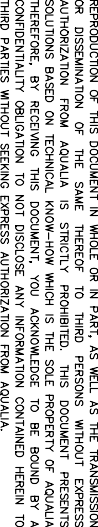 REPRODUCTION OF THIS DOCUMENT IN WHOLE OR IN PART, AS WELL AS THE TRANSMISSION
OR DISSEMINATION OF THE SAME THEREOF TO THIRD PERSONS WITHOUT EXPRESS
AUTHORIZATION FROM AQUALIA IS STRICTLY PROHIBITED. THIS DOCUMENT PRESENTS
SOLUTIONS BASED ON TECHNICAL KNOW-HOW WHICH IS THE SOLE PROPERTY OF AQUALIA
THEREFORE, BY RECEIVING THIS DOCUMENT, YOU ACKNOWLEDGE TO BE BOUND BY A
CONFIDENTIALITY OBLIGATION TO NOT DISCLOSE ANY INFORMATION CONTAINED HEREIN TO
THIRD PARTIES WITHOUT SEEKING EXPRESS AUTHORIZATION FROM AQUALIA.